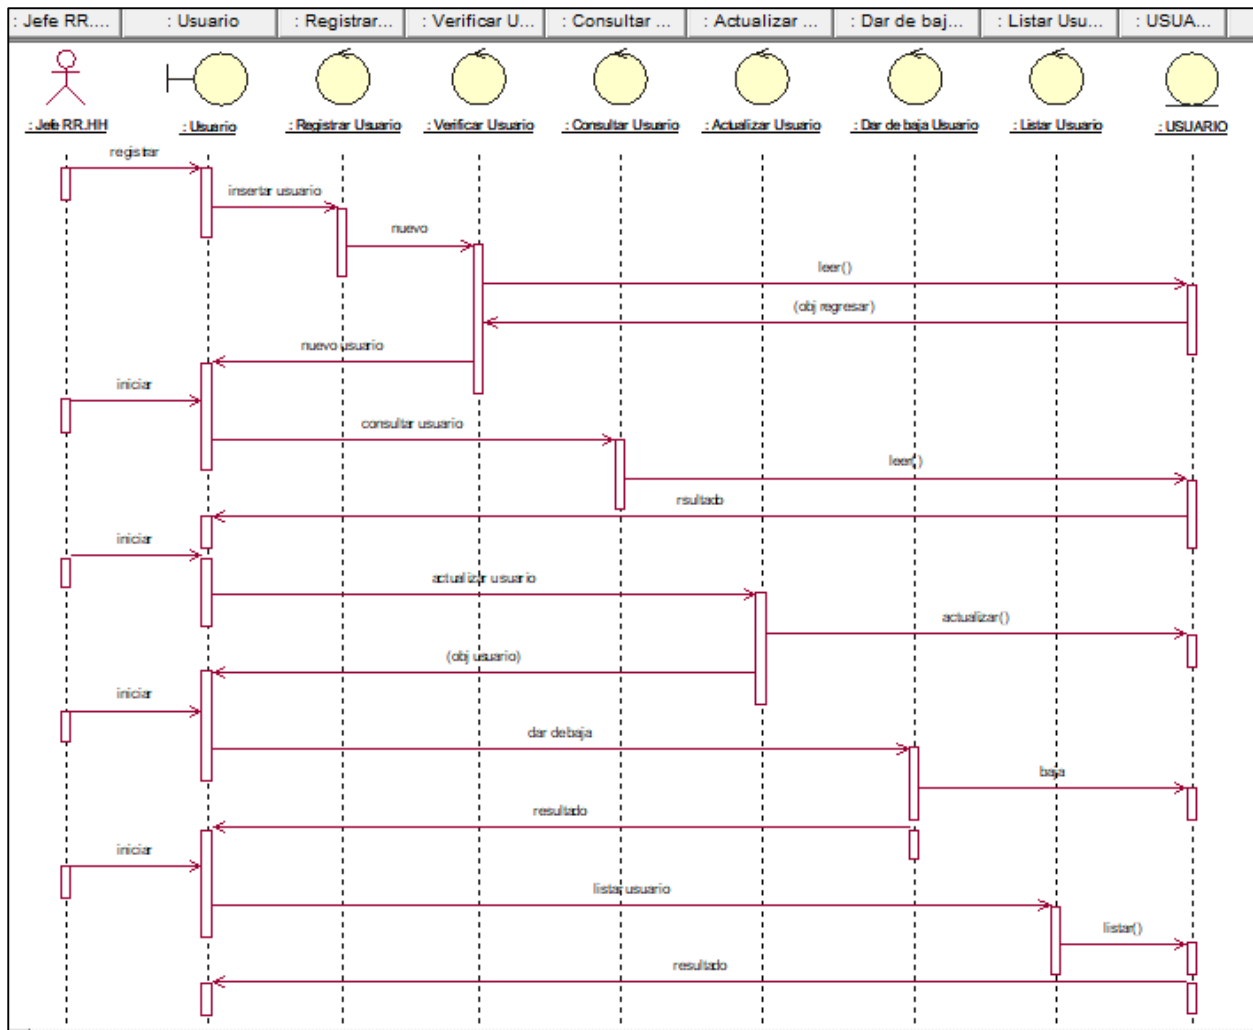 : Jefe RR....
: Usuario
: Registrar...
: Verificar U...
: Consultar ...
: Actualizar ...
: Dar de baj...
: Listar Usu...
: USUA...
: Jefe RR.HH
: Usuario
: Registrar Usuario
: Verificar Usuario
: Consultar Usuario
: Actualizar Usuario
: Dar de baja Usuario
: Listar Usuario
: USUARIO
registrar
insertar usuario
nuevo
leer()
(obj regresar)
nuevo usuario
iniciar
consultar usuario
leer()
rsultado
iniciar
actualizar usuario
actualizar()
(obj usuario)
iniciar
dar de baja
baja
resultado
iniciar
listar usuario
listar()
resultado